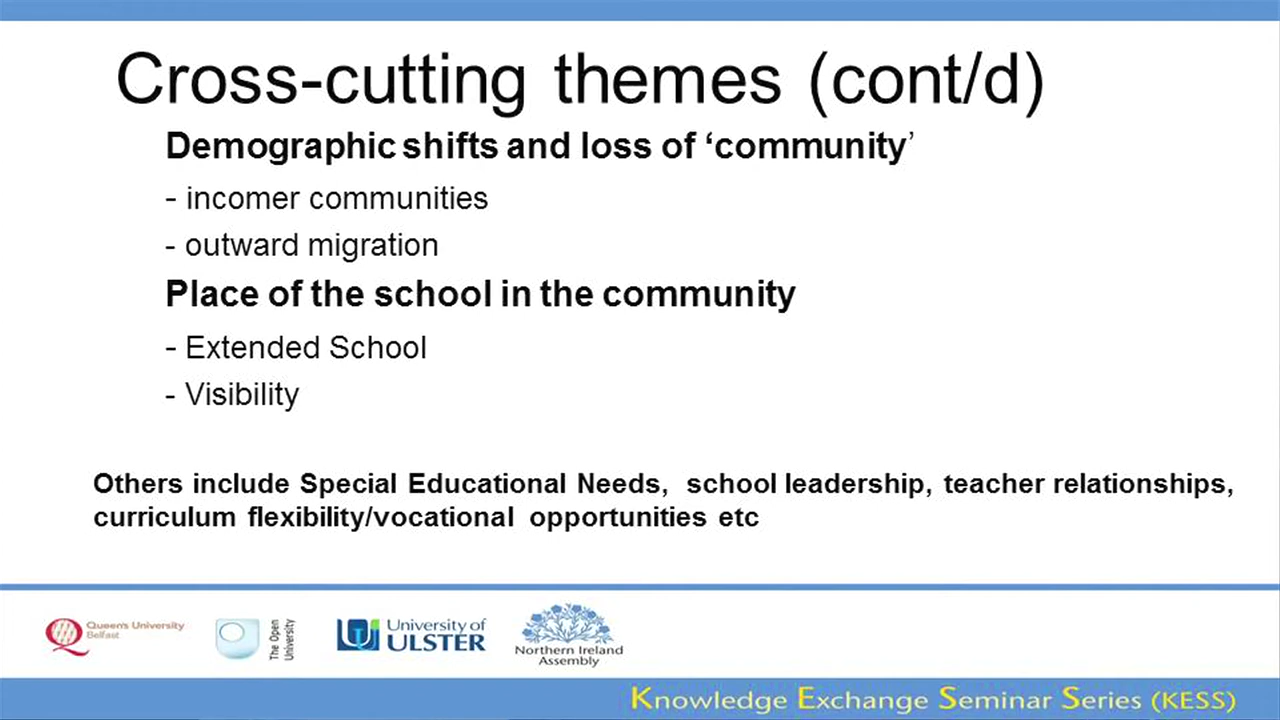 Cross-cutting themes (cont/d)
Demographic shifts and loss of ‘community’
- incomer communities
- outward migration
Place of the school in the community
- Extended School
- Visibility
Others include Special Educational Needs, school leadership, teacher relationships,
curriculum flexibility/vocational opportunities etc
Queen's University
Belfast
The Open
University
University of
ULSTER
Northern Ireland
Assembly
Knowledge Exchange Seminar Series (KESS)